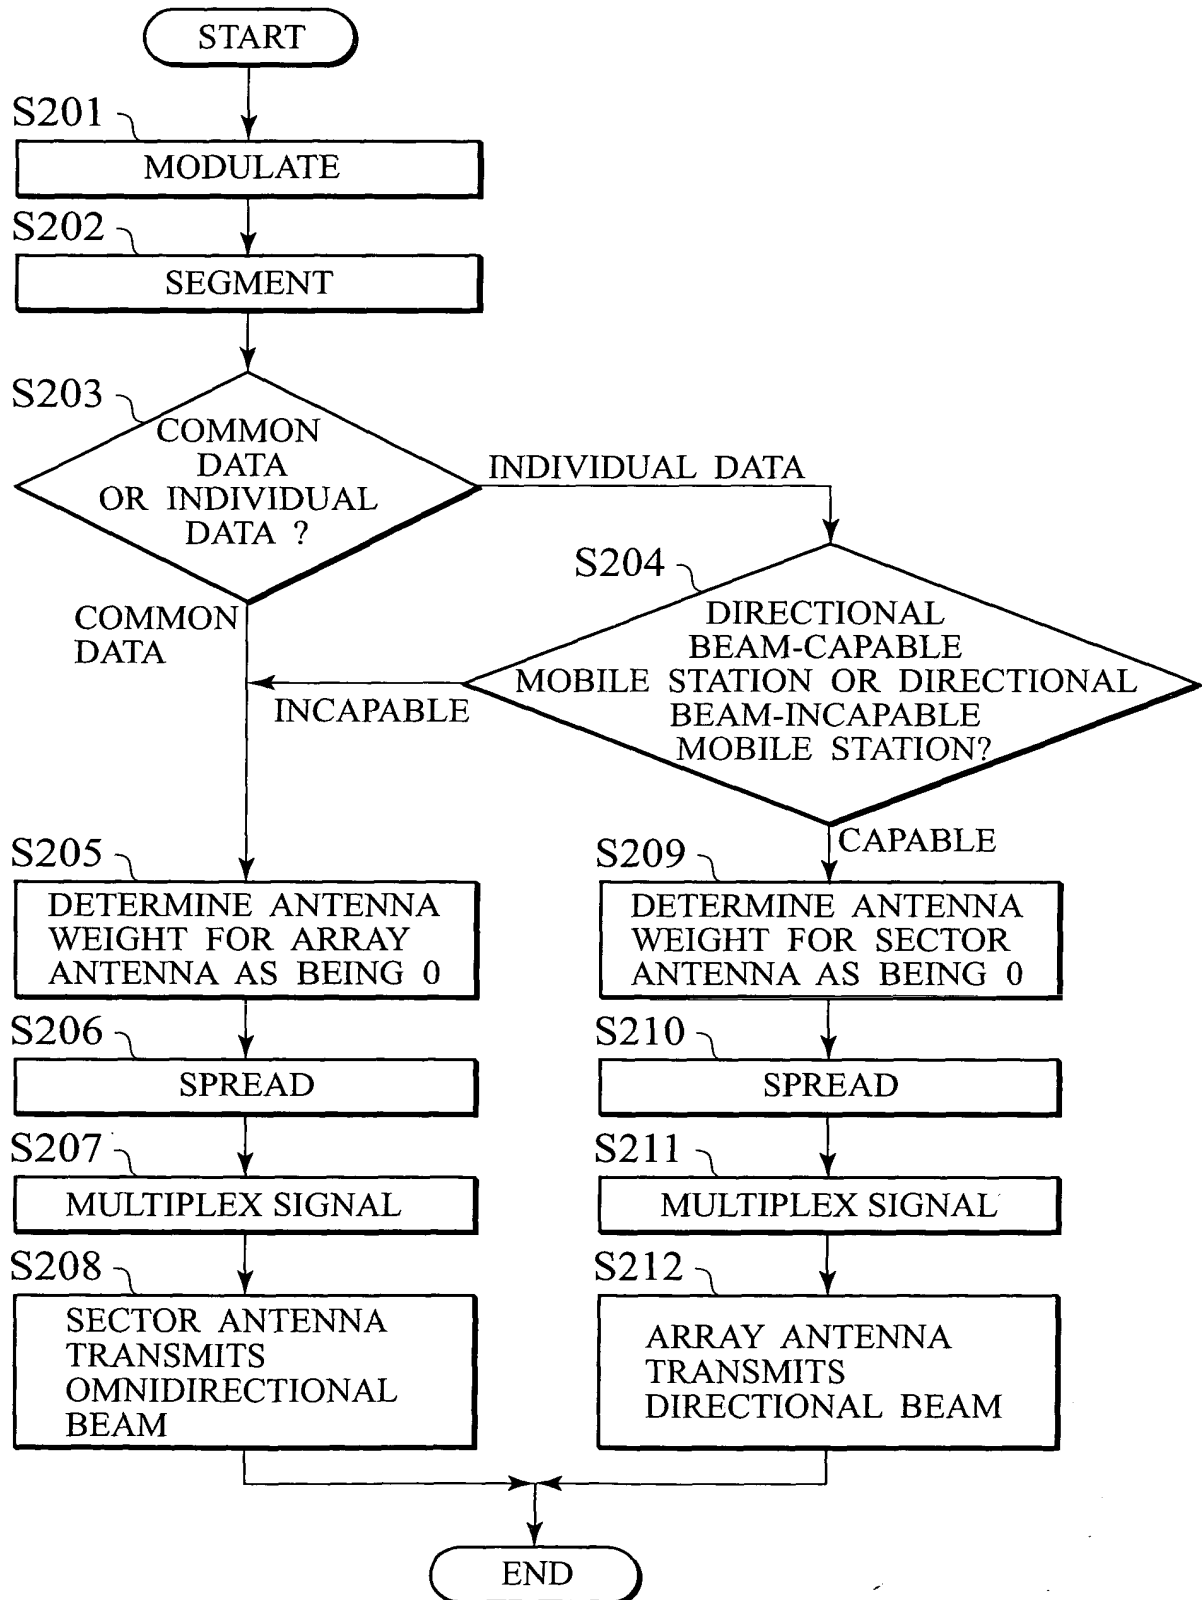 START
S201
MODULATE
S202
SEGMENT
S203
COMMON
DATA
OR INDIVIDUAL
DATA ?
INDIVIDUAL DATA
COMMON
DATA
S204
DIRECTIONAL
BEAM-CAPABLE
MOBILE STATION OR DIRECTIONAL
BEAM-INCAPABLE
MOBILE STATION?
INCAPABLE
CAPABLE
S205
DETERMINE ANTENNA
WEIGHT FOR ARRAY
ANTENNA AS BEING 0
S206
SPREAD
S207
MULTIPLEX SIGNAL
S208
SECTOR ANTENNA
TRANSMITS
OMNIDIRECTIONAL
BEAM
S209
DETERMINE ANTENNA
WEIGHT FOR SECTOR
ANTENNA AS BEING 0
S210
SPREAD
S211
MULTIPLEX SIGNAL
S212
ARRAY ANTENNA
TRANSMITS
DIRECTIONAL BEAM
END